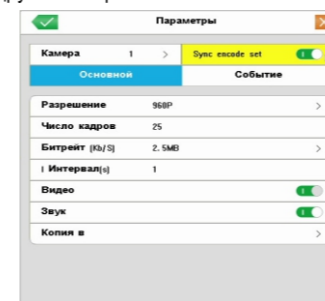 Параметры
Камера 1 > Sync encode set
Основной Событие
Разрешение 960P >
Число кадров 25
Битрейт (Kb/S) 2.5MB >
I Интервал(s) 1
Видео
Звук
Копия в >